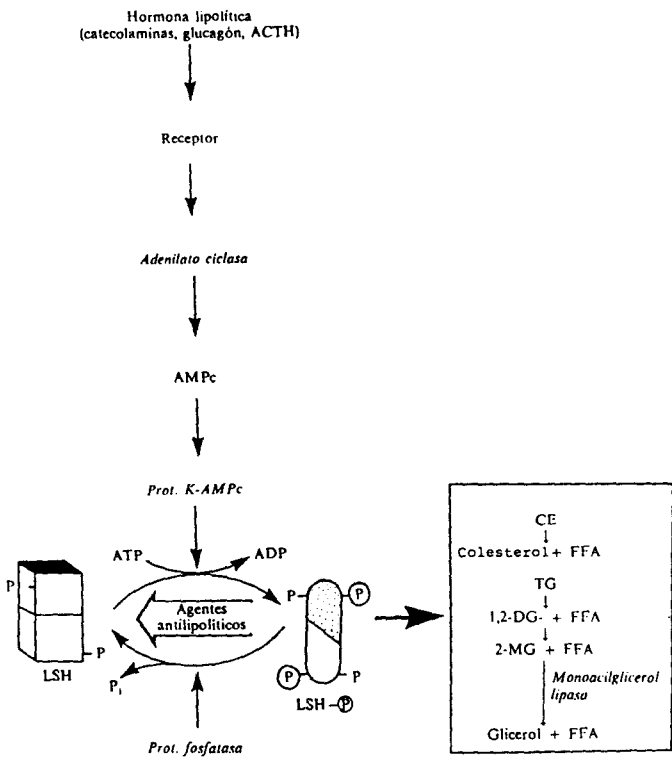 Hormona lipolítica
(catecolaminas, glucagón, ACTH)
Receptor
Adenilato ciclasa
AMPc
Prot. K-AMPc
ATP
ADP
Agentes
antilipolíticos
P
P
LSH
Pi
P
P
P
P
LSH-P
Prot. fosfatasa
CE
Colesterol + FFA
TG
1,2-DG- + FFA
2-MG + FFA
Monoacilglicerol
lipasa
Glicerol + FFA